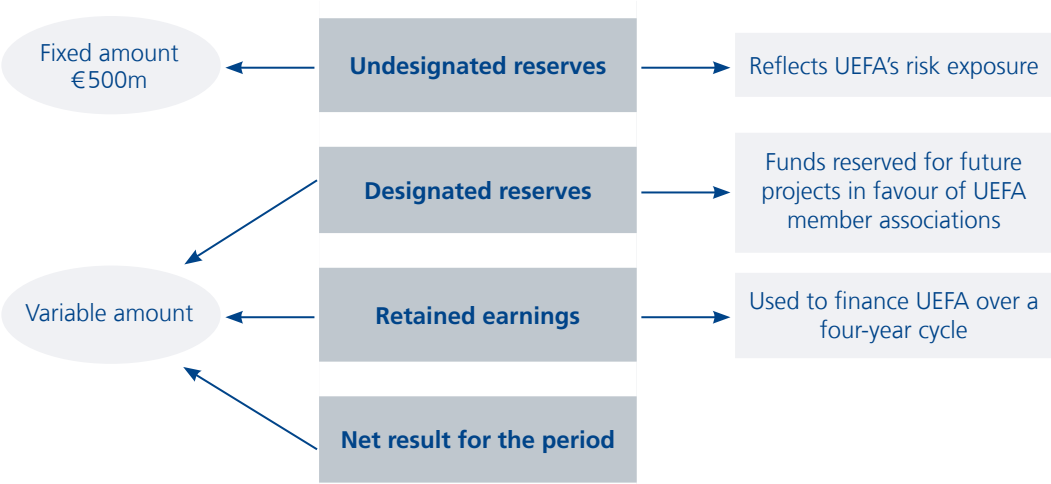 Fixed amount
€500m
Undesignated reserves
Reflects UEFA’s risk exposure
Designated reserves
Funds reserved for future
projects in favour of UEFA
member associations
Variable amount
Retained earnings
Used to finance UEFA over a
four-year cycle
Net result for the period